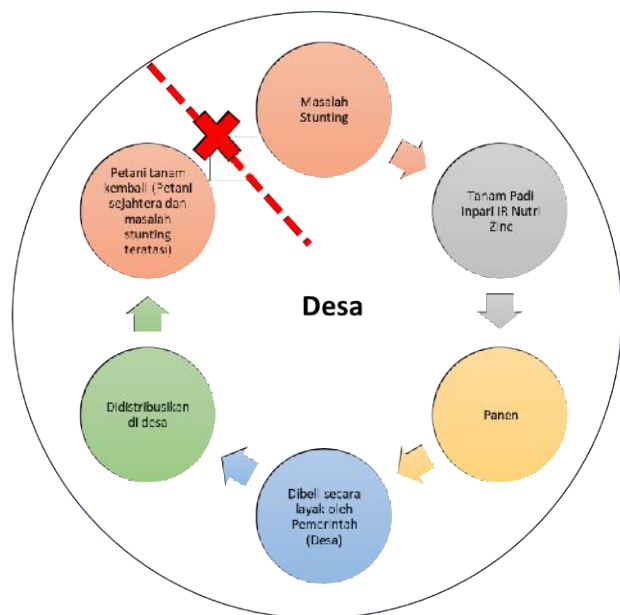 Masalah
Stunting
Tanam Padi
Inpari IR Nutri
Zinc
Panen
Dibeli secara
layak oleh
Pemerintah
(Desa)
Didistribusikan
di desa
Petani tanam
kembali (Petani
sejahtera dan
masalah
stunting
teratasi)
Desa